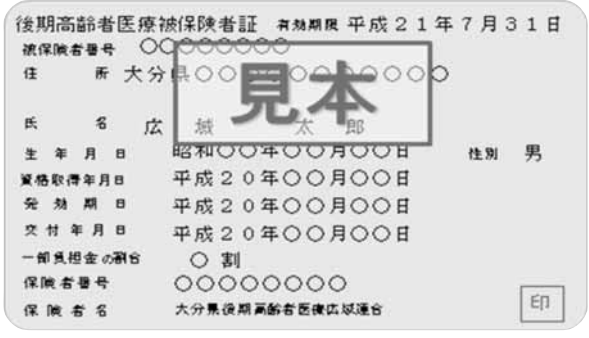 後期高齢者医療被保険者証 有効期限 平成21年7月31日
被保険者番号 ○○○○○○○○
住所 大分県○○○○○○○○○○○
見本
氏名 広域 太郎
生年月日 昭和○○年○○月○○日 性別 男
資格取得年月日 平成20年○○月○○日
発効期日 平成20年○○月○○日
交付年月日 平成20年○○月○○日
一部負担金の割合 ○割
保険者番号 ○○○○○○○○
保険者名 大分県後期高齢者医療広域連合
印